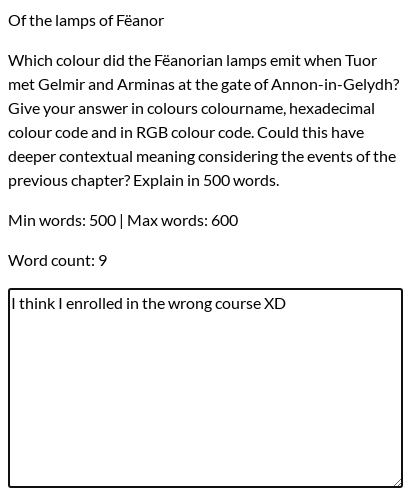 Of the lamps of Fëanor
Which colour did the Fëanorian lamps emit when Tuor
met Gelmir and Arminas at the gate of Annon-in-Gelydh?
Give your answer in colours colourname, hexadecimal
colour code and in RGB colour code. Could this have
deeper contextual meaning considering the events of the
previous chapter? Explain in 500 words.
Min words: 500 | Max words: 600
Word count: 9
I think I enrolled in the wrong course XD